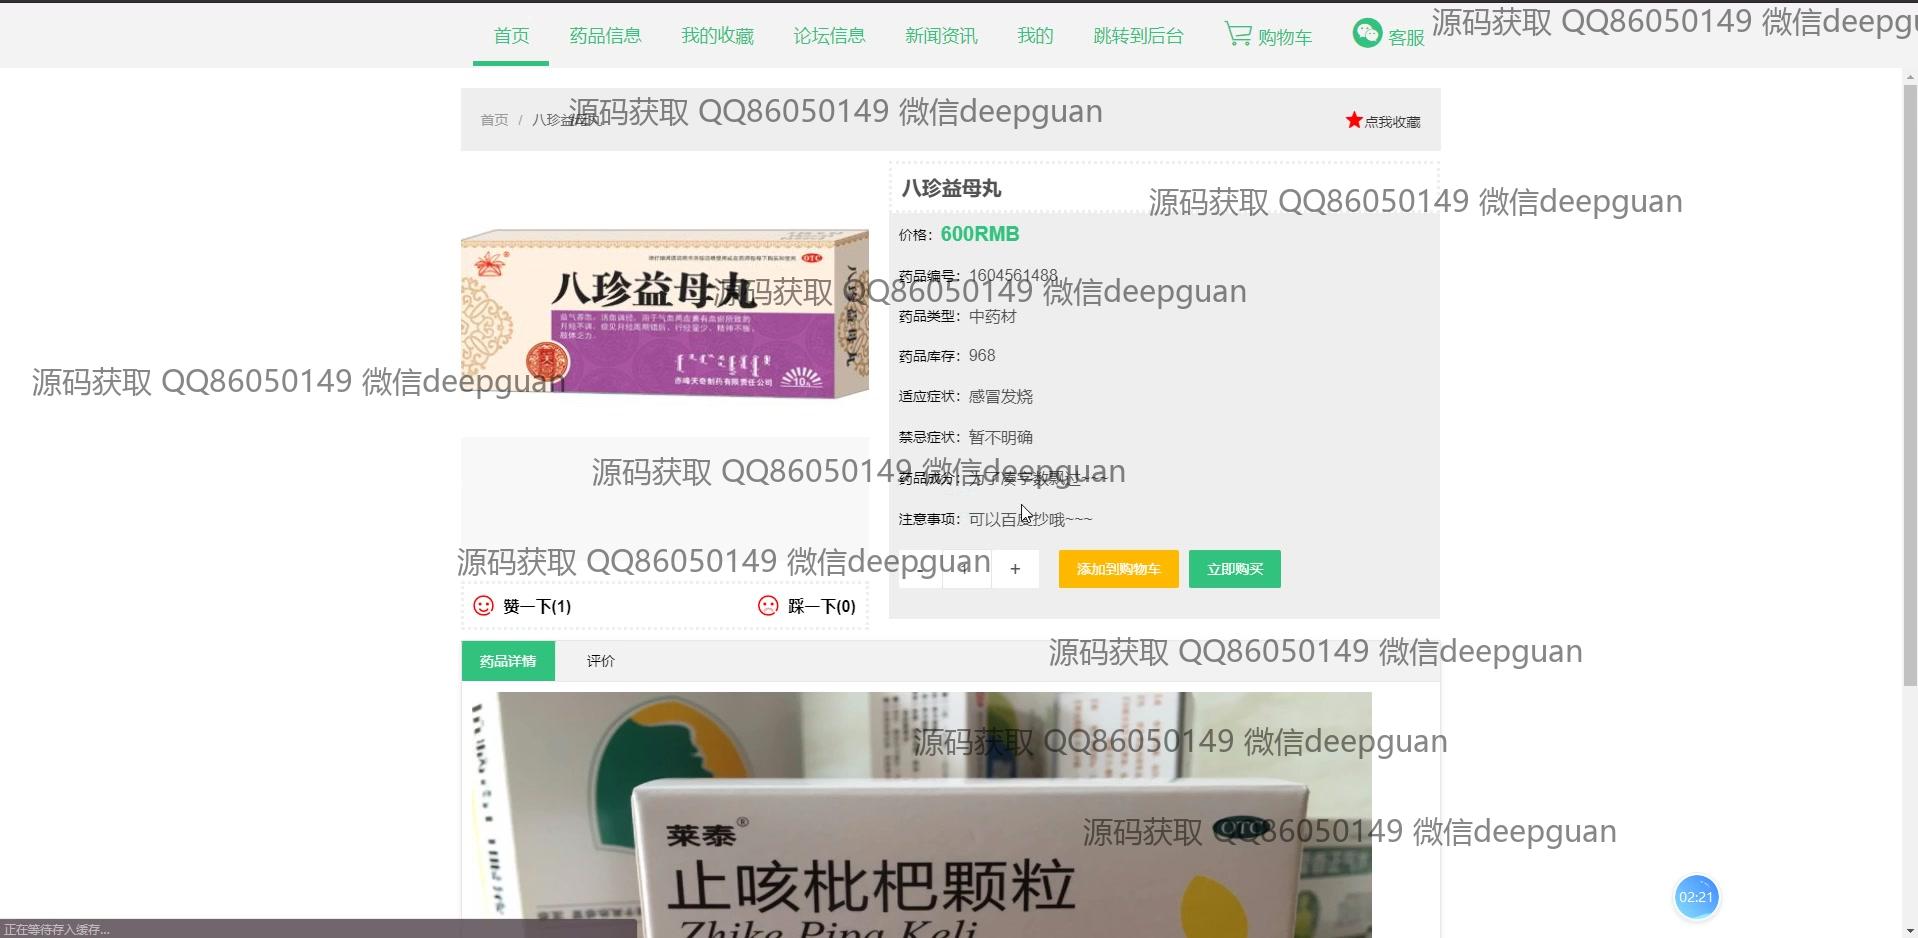 首页 药品信息 我的收藏 论坛信息 新闻资讯 我的 跳转到后台 购物车 客服
源码获取 QQ86050149 微信deepgu
首页 / 八珍益母丸
源码获取 QQ86050149 微信deepguan
点我收藏
八珍益母丸
源码获取 QQ86050149 微信deepguan
价格：600RMB
OTC
八珍益母丸
药品编号：1604561488
源码获取 QQ86050149 微信deepguan
药品类型：中药材
药品库存：968
赤峰天奇制药有限责任公司
源码获取 QQ86050149 微信deepguan
适应症状：感冒发烧
禁忌症状：暂不明确
源码获取 QQ86050149 微信deepguan
药品成分：为了凑字数飘过~~~
注意事项：可以百度抄哦~~~
源码获取 QQ86050149 微信deepguan
- 1 + 添加到购物车 立即购买
赞一下(1) 踩一下(0)
源码获取 QQ86050149 微信deepguan
药品详情 评价
源码获取 QQ86050149 微信deepguan
莱泰®
OTC
源码获取 QQ86050149 微信deepguan
止咳枇杷颗粒
Zhike Pipa Keli
02:21
正在等待存入缓存...